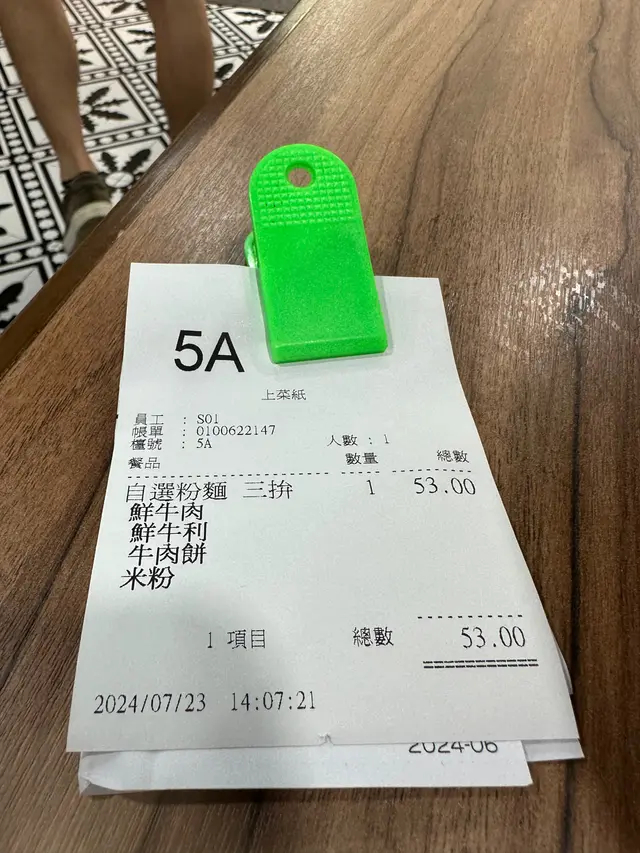 5A
上菜紙
員工 : S01
帳單 : 0100622147
檯號 : 5A 人數 : 1
餐品 數量 總數
自選粉麵 三拚 1 53.00
鮮牛肉
鮮牛利
牛肉餅
米粉
1 項目 總數 53.00
2024/07/23 14:07:21
2024-06